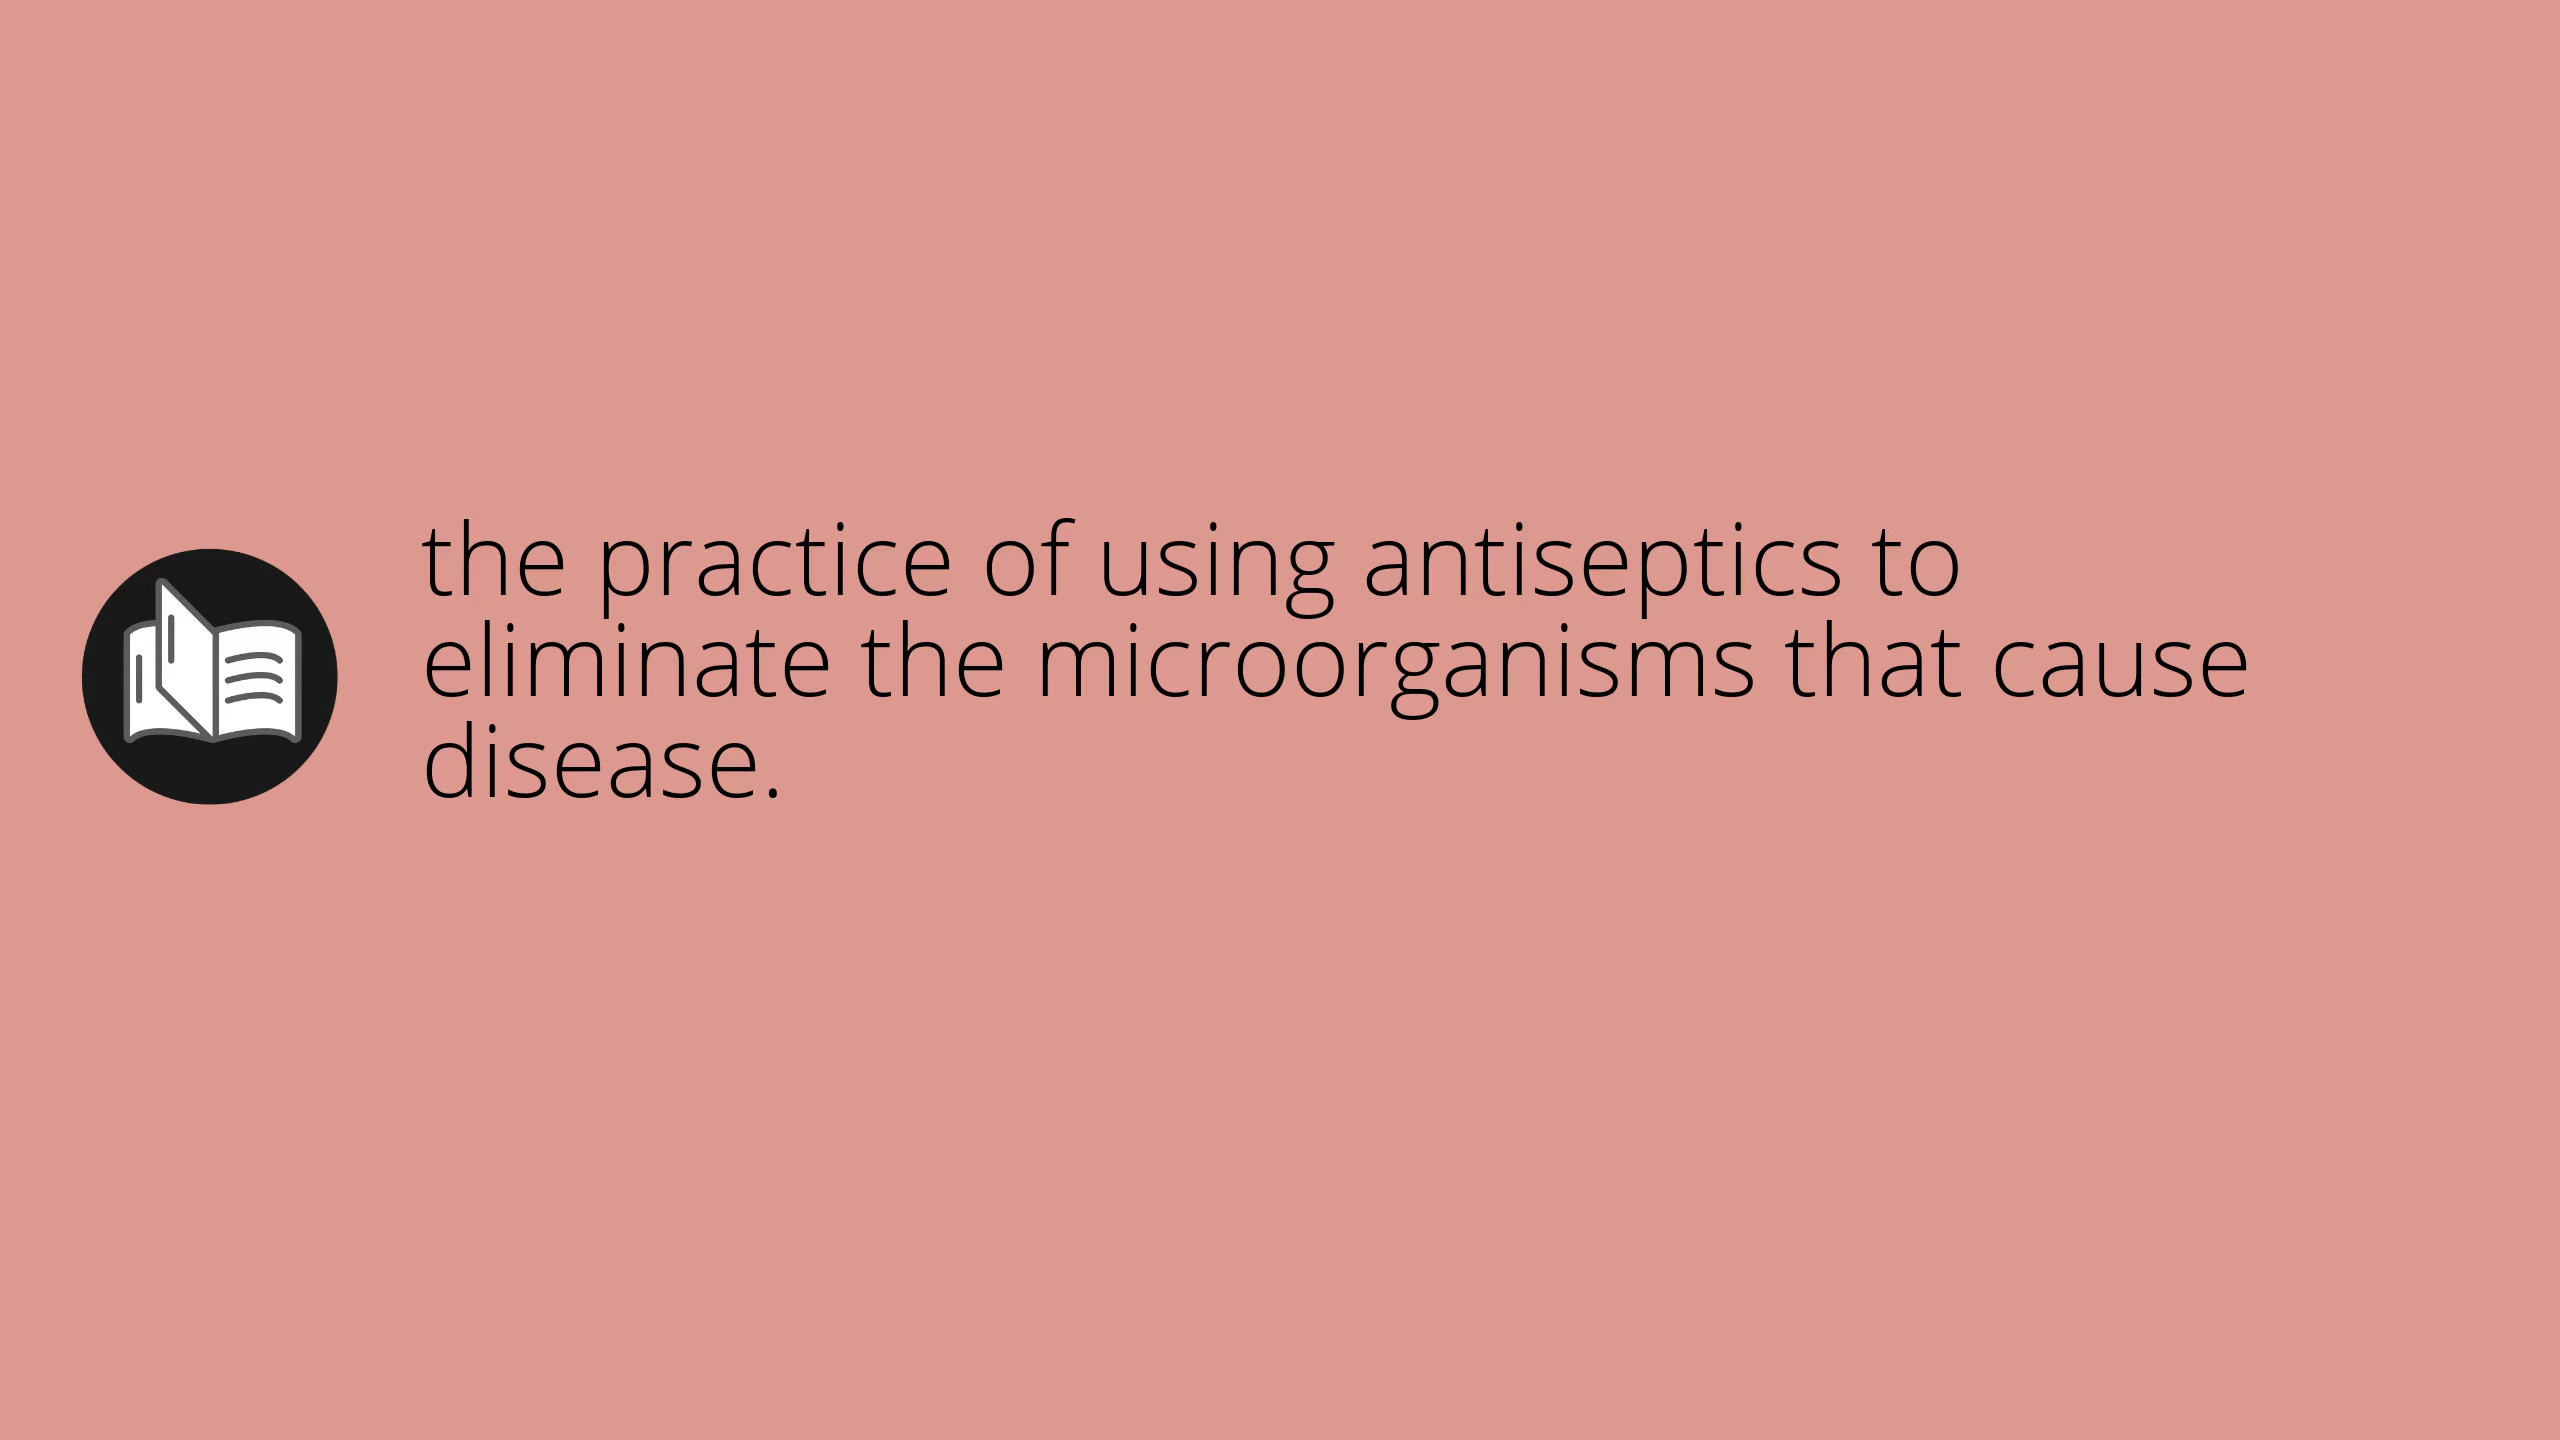 the practice of using antiseptics to
eliminate the microorganisms that cause
disease.